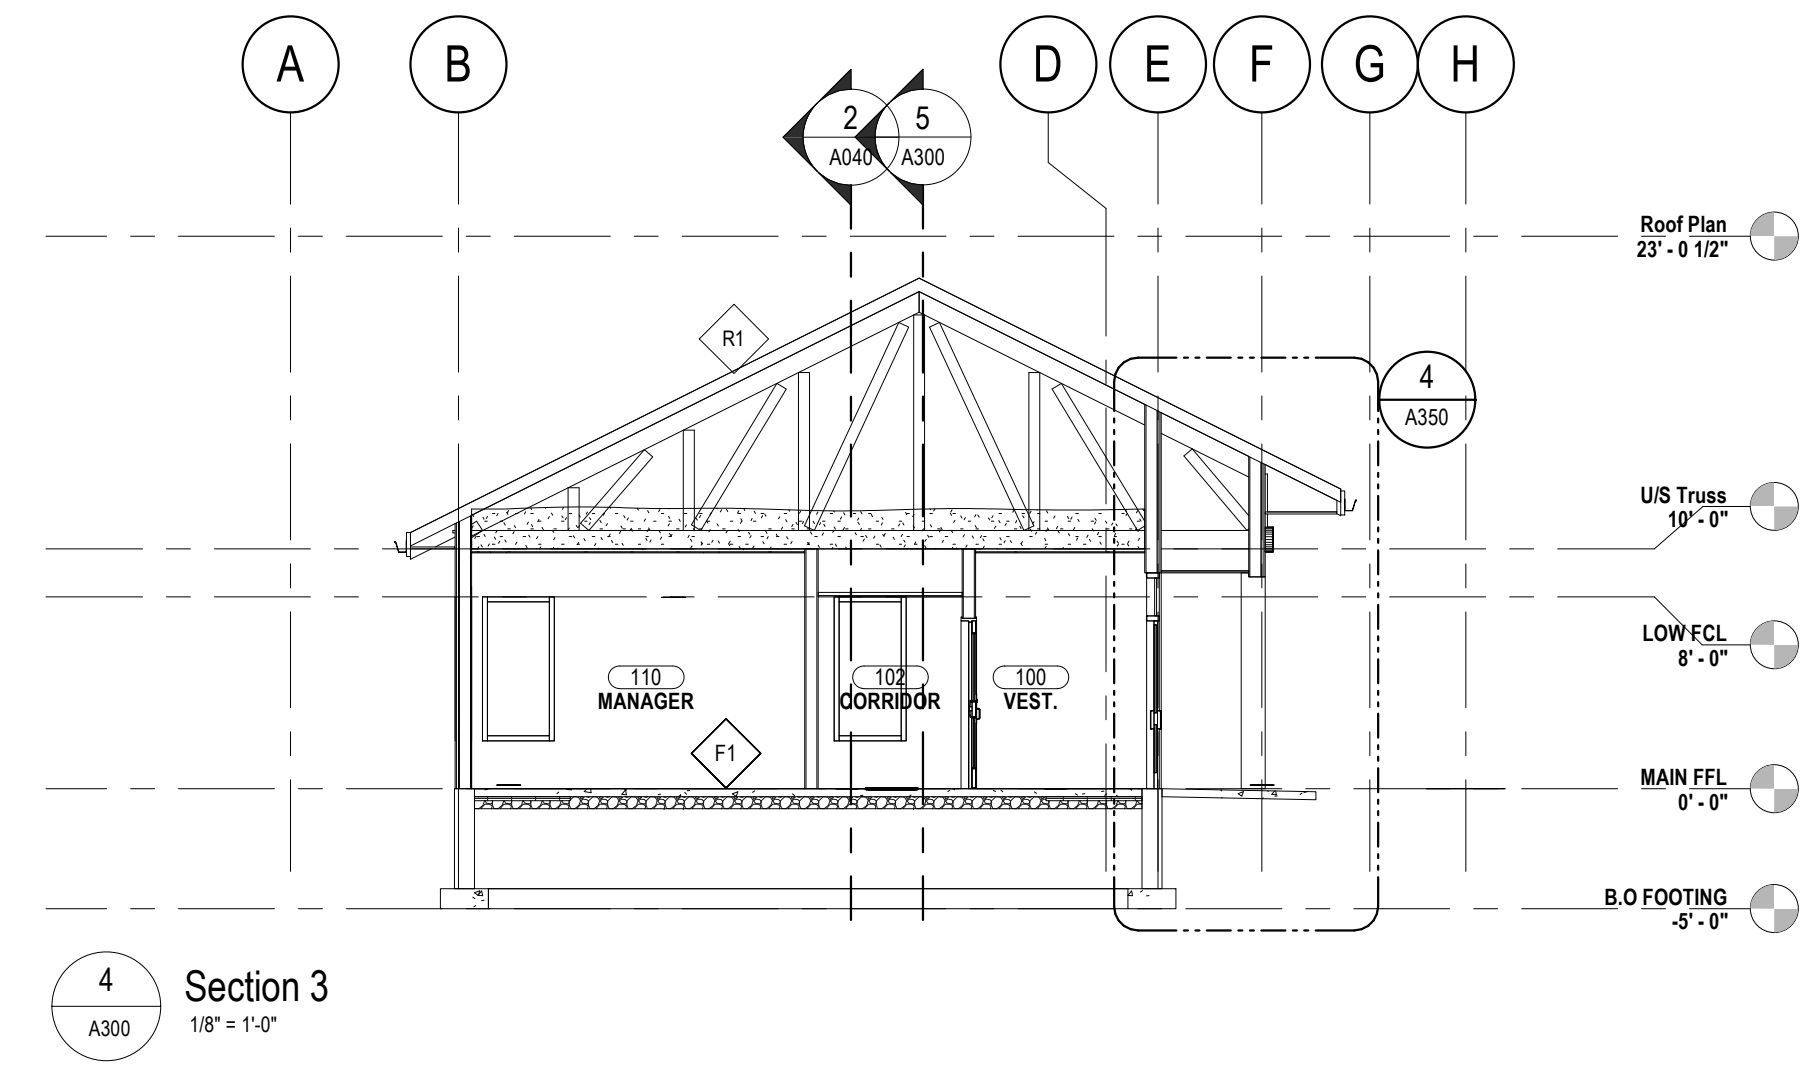 A
B
D
E
F
G
H
2
A040
5
A300
Roof Plan
23' - 0 1/2"
R1
4
A350
U/S Truss
10' - 0"
LOW FCL
8' - 0"
110
MANAGER
102
CORRIDOR
100
VEST.
F1
MAIN FFL
0' - 0"
B.O FOOTING
-5' - 0"
4
A300
Section 3
1/8" = 1'-0"